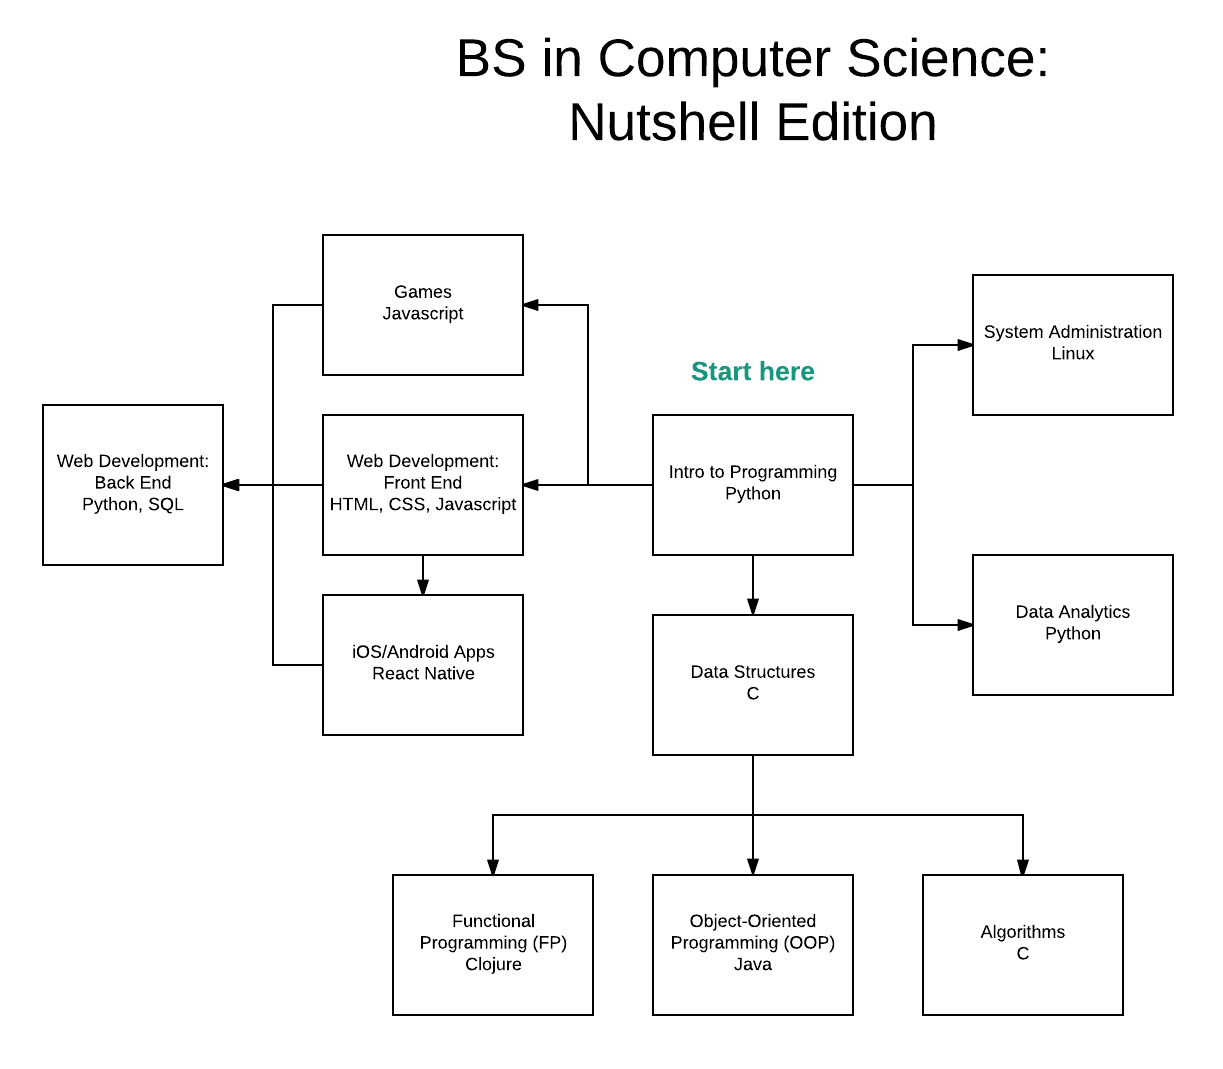 BS in Computer Science:
Nutshell Edition
Games
Javascript
System Administration
Linux
Start here
Web Development:
Back End
Python, SQL
Web Development:
Front End
HTML, CSS, Javascript
Intro to Programming
Python
iOS/Android Apps
React Native
Data Structures
C
Data Analytics
Python
Functional
Programming (FP)
Clojure
Object-Oriented
Programming (OOP)
Java
Algorithms
C